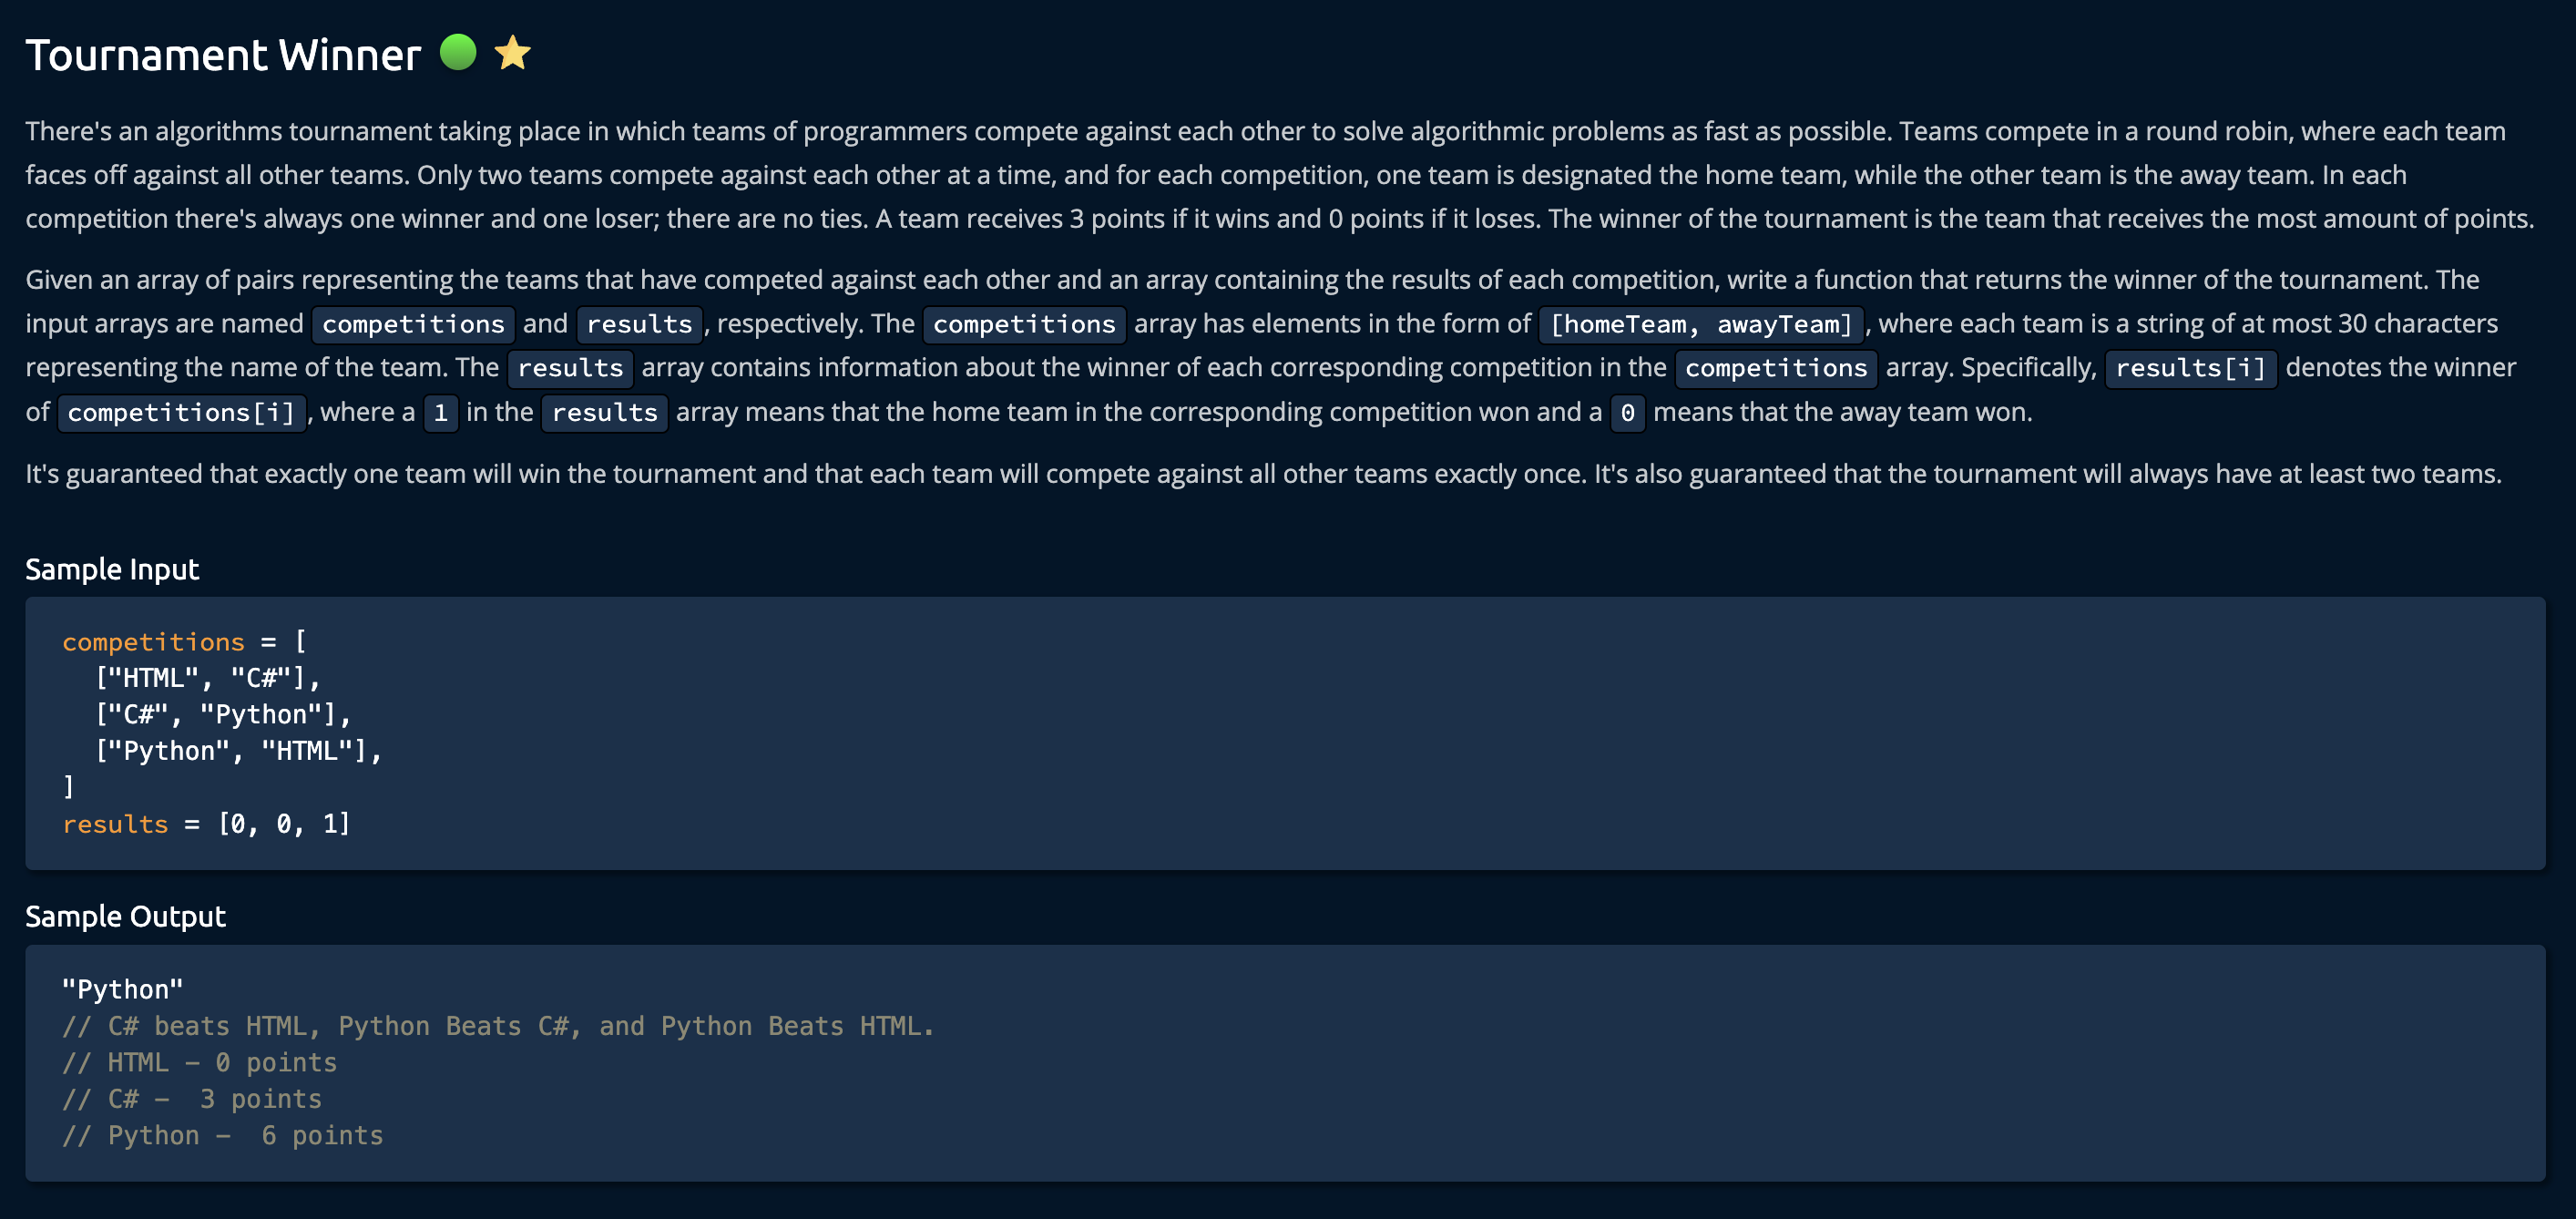 Tournament Winner
There's an algorithms tournament taking place in which teams of programmers compete against each other to solve algorithmic problems as fast as possible. Teams compete in a round robin, where each team
faces off against all other teams. Only two teams compete against each other at a time, and for each competition, one team is designated the home team, while the other team is the away team. In each
competition there's always one winner and one loser; there are no ties. A team receives 3 points if it wins and 0 points if it loses. The winner of the tournament is the team that receives the most amount of points.
Given an array of pairs representing the teams that have competed against each other and an array containing the results of each competition, write a function that returns the winner of the tournament. The
input arrays are named competitions and results, respectively. The competitions array has elements in the form of [homeTeam, awayTeam], where each team is a string of at most 30 characters
representing the name of the team. The results array contains information about the winner of each corresponding competition in the competitions array. Specifically, results[i] denotes the winner
of competitions[i], where a 1 in the results array means that the home team in the corresponding competition won and a 0 means that the away team won.
It's guaranteed that exactly one team will win the tournament and that each team will compete against all other teams exactly once. It's also guaranteed that the tournament will always have at least two teams.
Sample Input
competitions = [
  ["HTML", "C#"],
  ["C#", "Python"],
  ["Python", "HTML"],
]
results = [0, 0, 1]
Sample Output
"Python"
// C# beats HTML, Python Beats C#, and Python Beats HTML.
// HTML - 0 points
// C# -  3 points
// Python -  6 points